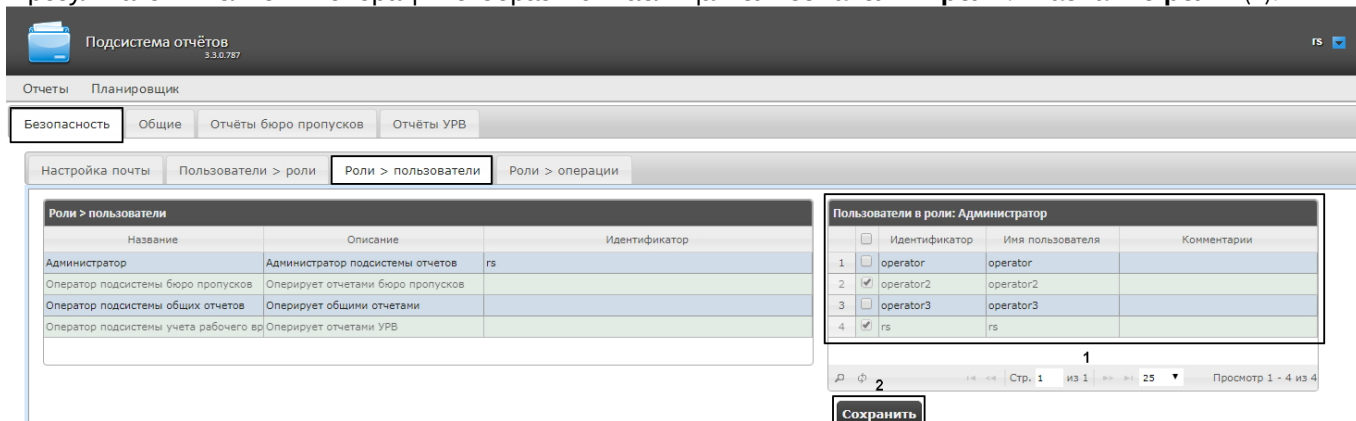 Подсистема отчётов
3.3.0.787
rs
Отчеты Планировщик
Безопасность Общие Отчёты бюро пропусков Отчёты УРВ
Настройка почты Пользователи > роли Роли > пользователи Роли > операции
Роли > пользователи
Название Описание Идентификатор
Администратор Администратор подсистемы отчетов rs
Оператор подсистемы бюро пропусков Оперирует отчетами бюро пропусков
Оператор подсистемы общих отчетов Оперирует общими отчетами
Оператор подсистемы учета рабочего вр Оперирует отчетами УРВ
Пользователи в роли: Администратор
Идентификатор Имя пользователя Комментарии
1 operator operator
2 operator2 operator2
3 operator3 operator3
4 rs rs
1
Стр. 1 из 1 25 Просмотр 1 - 4 из 4
2
Сохранить